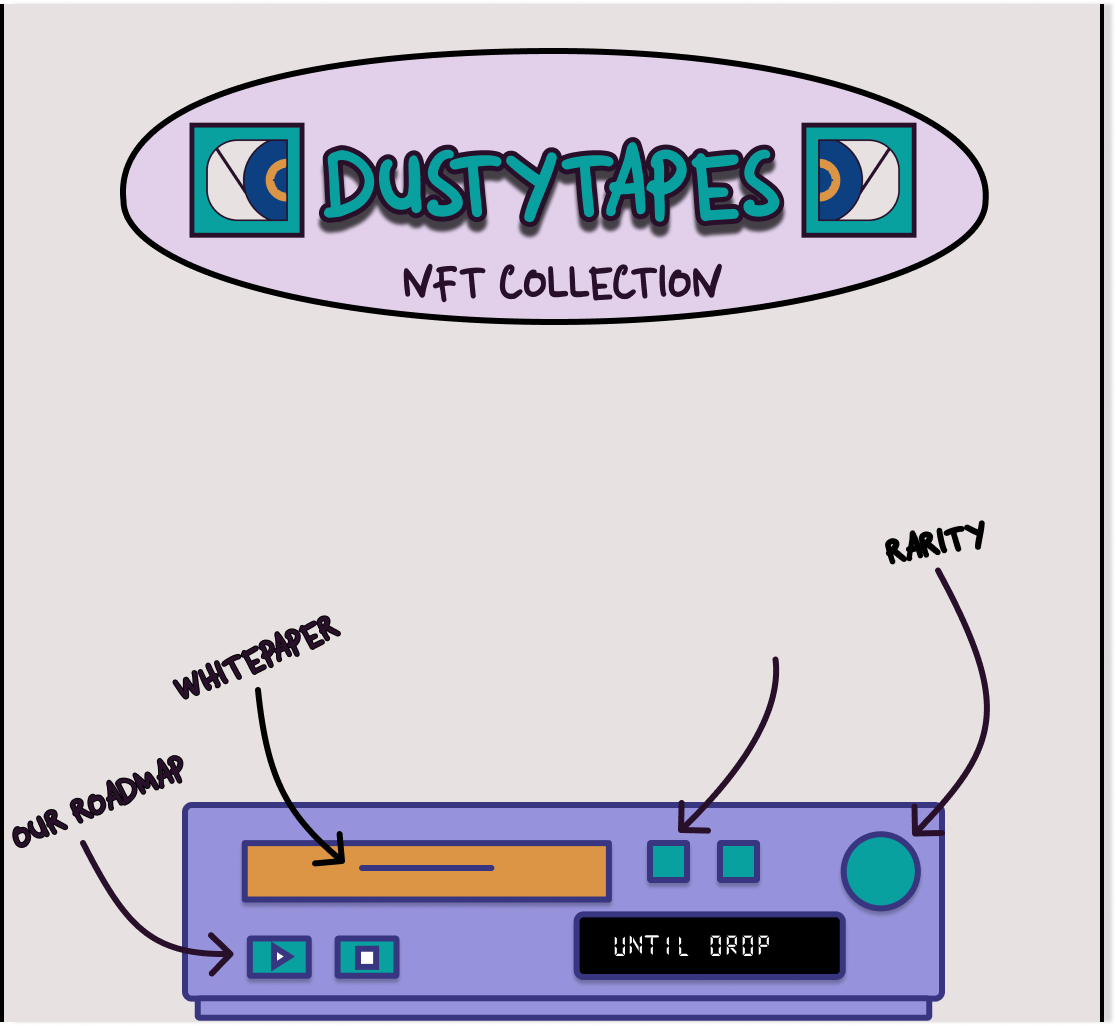 DUSTYTAPES
NFT COLLECTION
RARITY
WHITEPAPER
OUR ROADMAP
UNTIL DROP